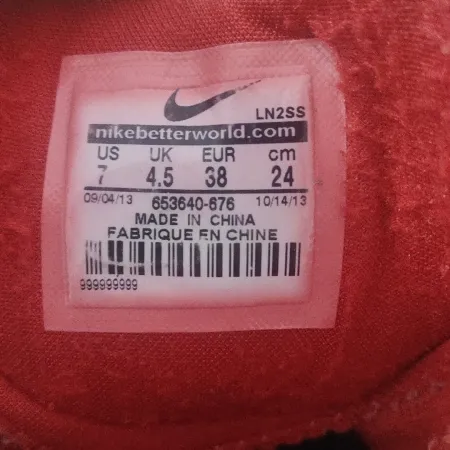 LN2SS
nikebetterworld.com
US UK EUR cm
7 4.5 38 24
09/04/13 653640-676 10/14/13
MADE IN CHINA
FABRIQUE EN CHINE
999999999